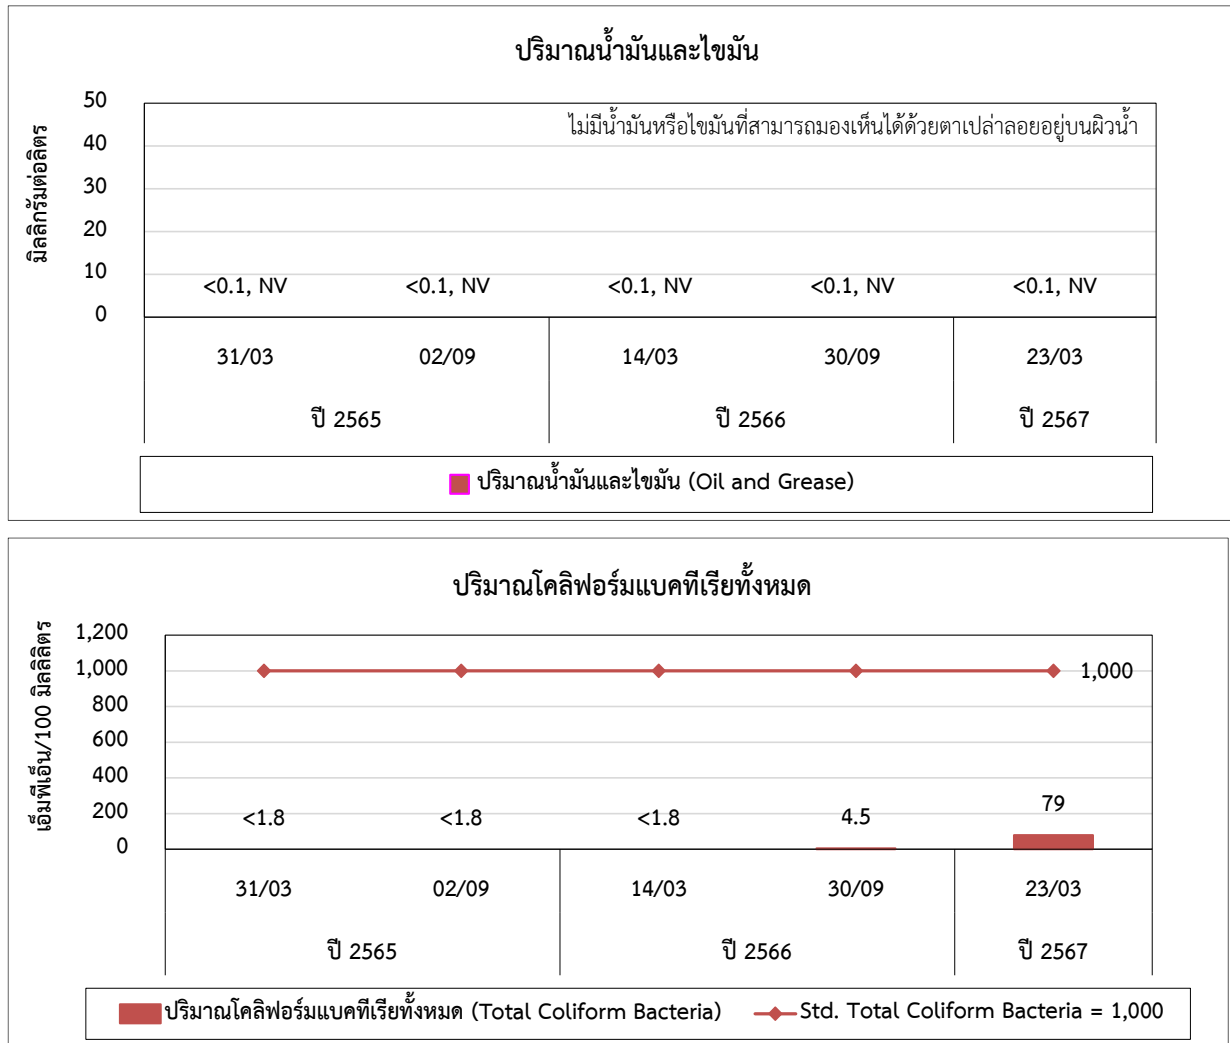 ปริมาณน้ำมันและไขมัน
มิลลิกรัมต่อลิตร
50
40
30
20
10
0
ไม่มีน้ำมันหรือไขมันที่สามารถมองเห็นได้ด้วยตาเปล่าลอยอยู่บนผิวน้ำ
<0.1, NV <0.1, NV <0.1, NV <0.1, NV <0.1, NV
31/03 02/09 14/03 30/09 23/03
ปี 2565 ปี 2566 ปี 2567
ปริมาณน้ำมันและไขมัน (Oil and Grease)
ปริมาณโคลิฟอร์มแบคทีเรียทั้งหมด
เอ็มพีเอ็น/100 มิลลิลิตร
1,200
1,000
800
600
400
200
0
1,000
<1.8 <1.8 <1.8 4.5 79
31/03 02/09 14/03 30/09 23/03
ปี 2565 ปี 2566 ปี 2567
ปริมาณโคลิฟอร์มแบคทีเรียทั้งหมด (Total Coliform Bacteria) Std. Total Coliform Bacteria = 1,000